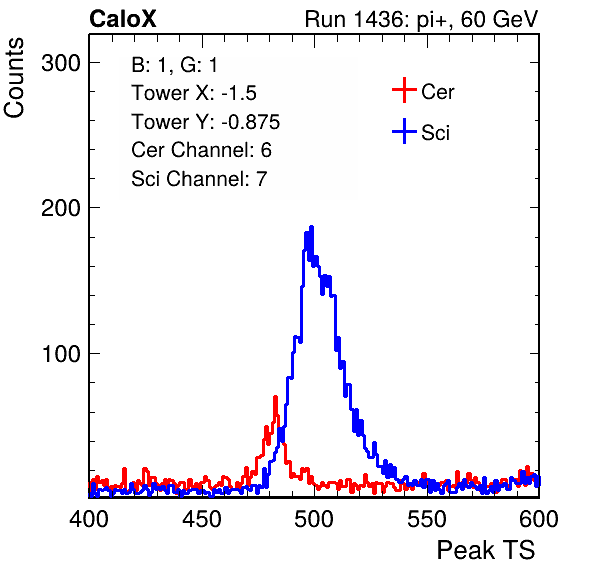 CaloX Run 1436: pi+, 60 GeV
Counts
300
200
100
B: 1, G: 1
Tower X: -1.5
Tower Y: -0.875
Cer Channel: 6
Sci Channel: 7
Cer
Sci
400 450 500 550 600
Peak TS